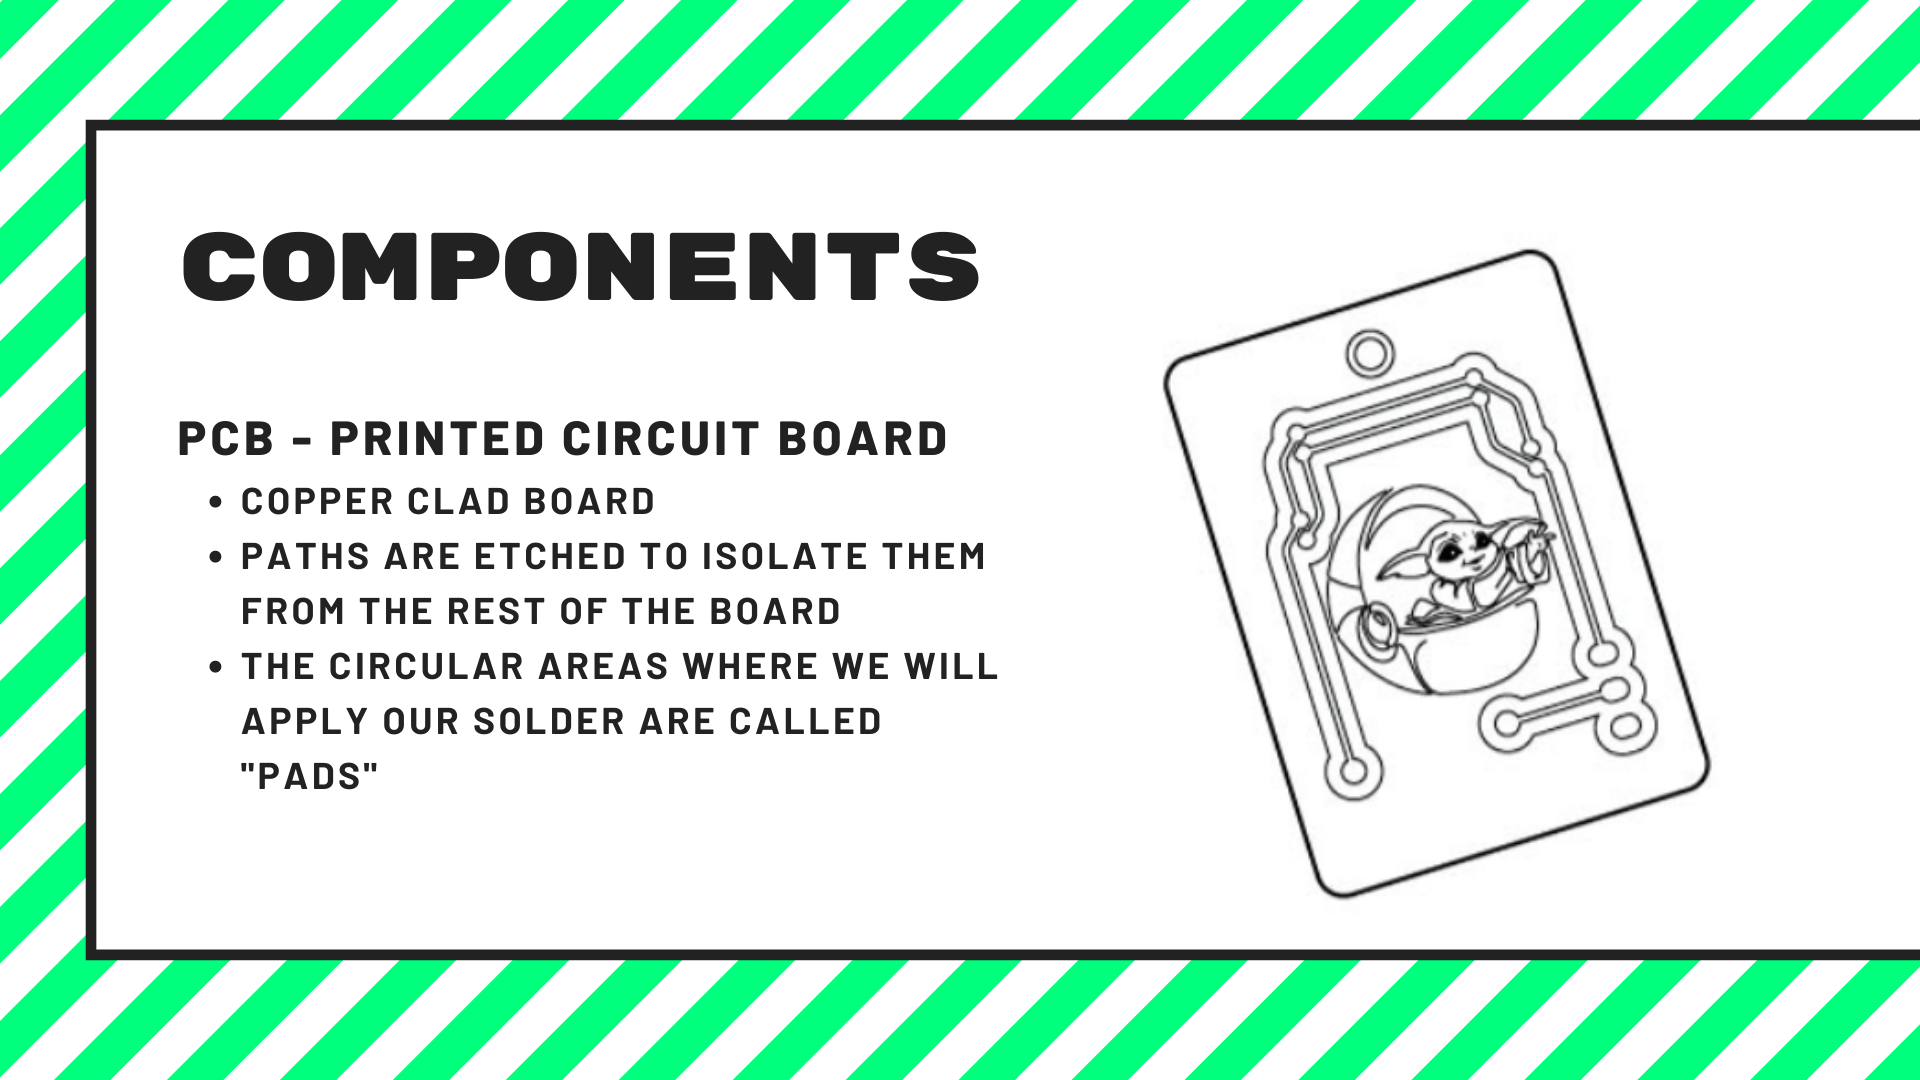 COMPONENTS
PCB - PRINTED CIRCUIT BOARD
• COPPER CLAD BOARD
• PATHS ARE ETCHED TO ISOLATE THEM
FROM THE REST OF THE BOARD
• THE CIRCULAR AREAS WHERE WE WILL
APPLY OUR SOLDER ARE CALLED
"PADS"